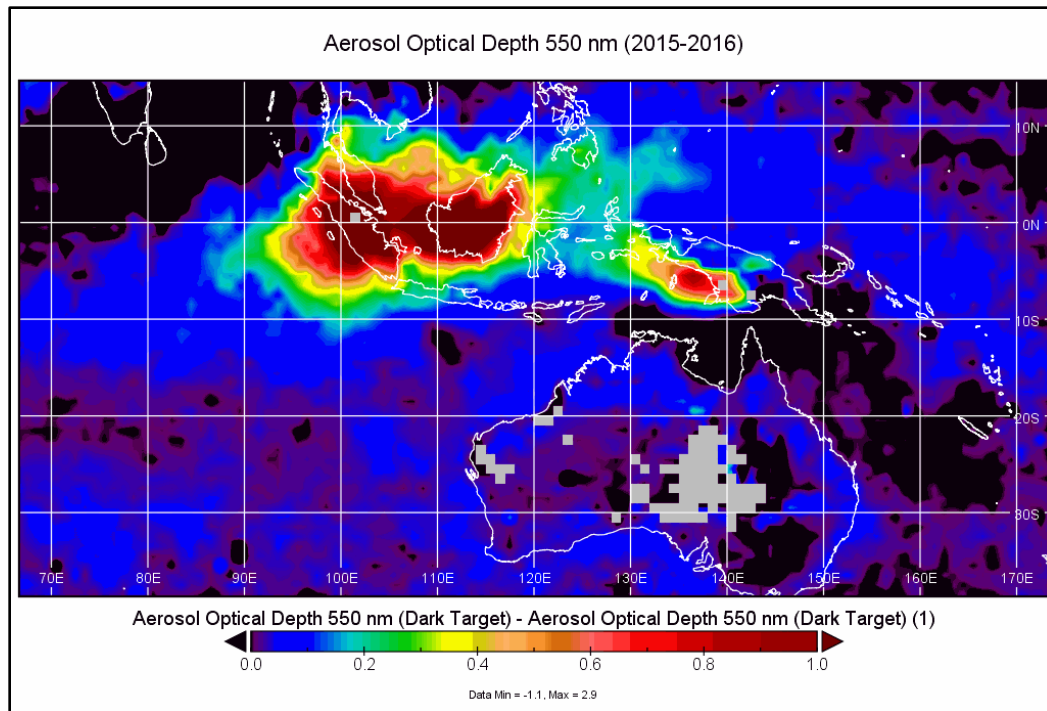 Aerosol Optical Depth 550 nm (2015-2016)
10N
0N
10S
20S
30S
70E 80E 90E 100E 110E 120E 130E 140E 150E 160E 170E
Aerosol Optical Depth 550 nm (Dark Target) - Aerosol Optical Depth 550 nm (Dark Target) (1)
0.0 0.2 0.4 0.6 0.8 1.0
Data Min = -1.1, Max = 2.9